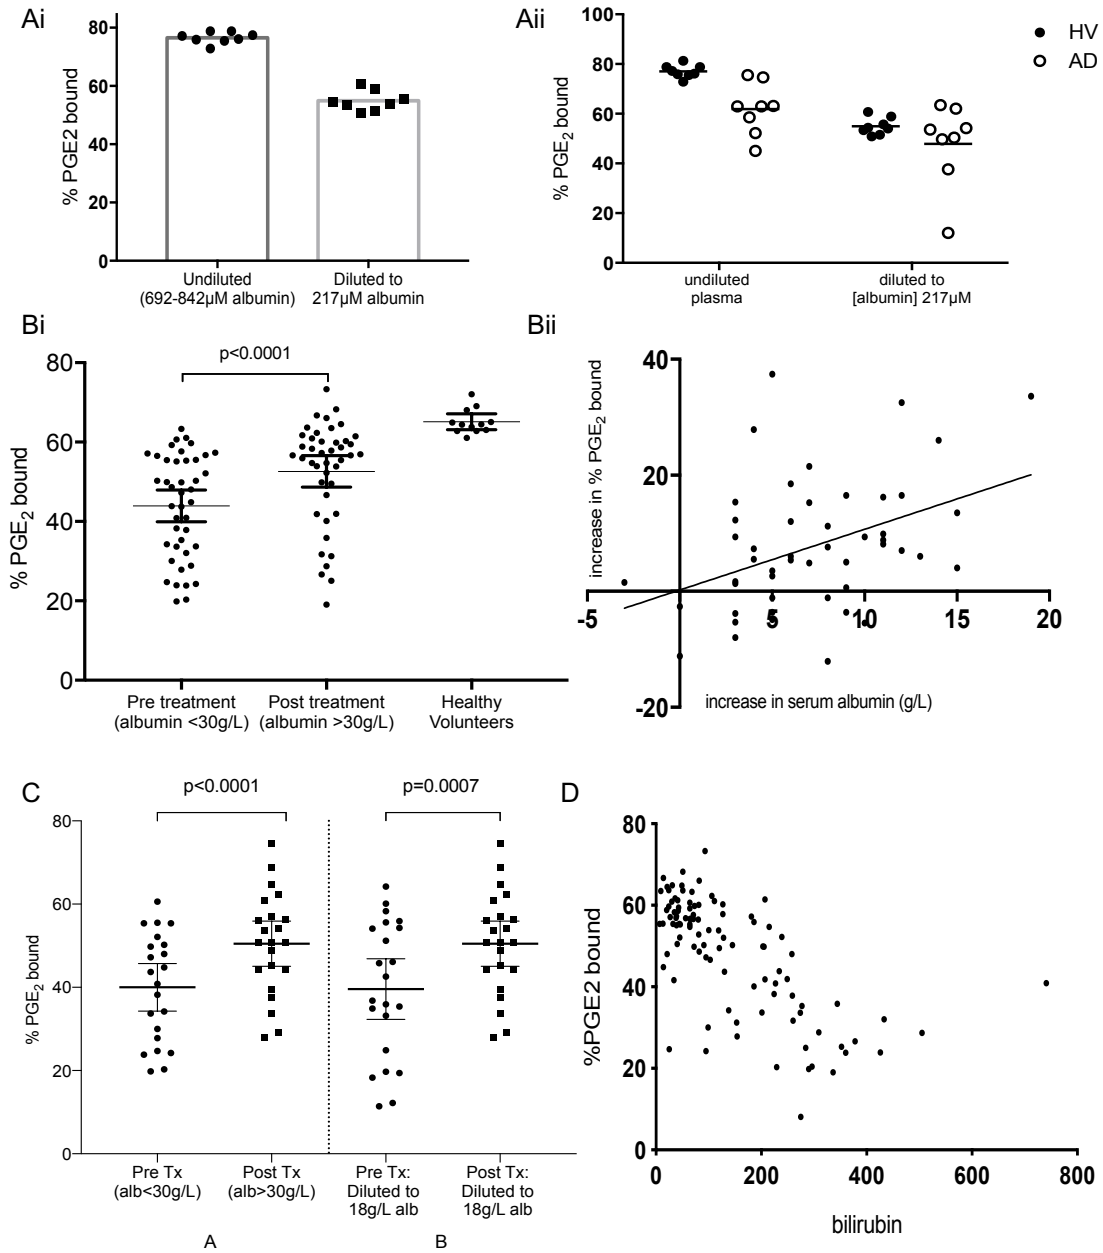 Ai
80
60
40
20
0
% PGE2 bound
Undiluted
(692-842µM albumin)
Diluted to
217µM albumin
Aii
100
80
60
40
20
0
% PGE2 bound
undiluted
plasma
diluted to
[albumin] 217µM
HV
AD
Bi
p<0.0001
80
60
40
20
0
% PGE2 bound
Pre treatment
(albumin <30g/L)
Post treatment
(albumin >30g/L)
Healthy
Volunteers
Bii
40
20
-20
-5
5
10
15
20
increase in % PGE2 bound
increase in serum albumin (g/L)
C
p<0.0001
p=0.0007
80
60
40
20
0
% PGE2 bound
Pre Tx
(alb<30g/L)
Post Tx
(alb>30g/L)
Pre Tx:
Diluted to
18g/L alb
Post Tx:
Diluted to
18g/L alb
A
B
D
80
60
40
20
0
%PGE2 bound
0
200
400
600
800
bilirubin